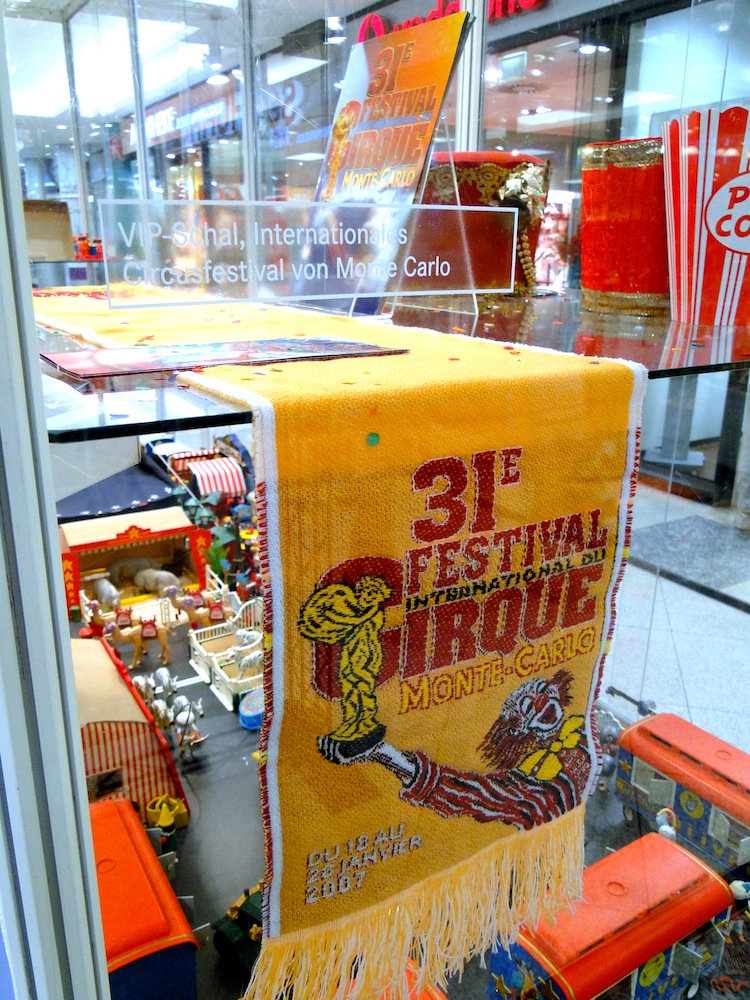 31E
FESTIVAL
CIRQUE
MONTE-CARLO
VIP-Schal, Internationales
Circusfestival von Monte Carlo
31E
FESTIVAL
INTERNATIONAL DU
CIRQUE
MONTE-CARLO
DU 18 AU
28 JANVIER
2007